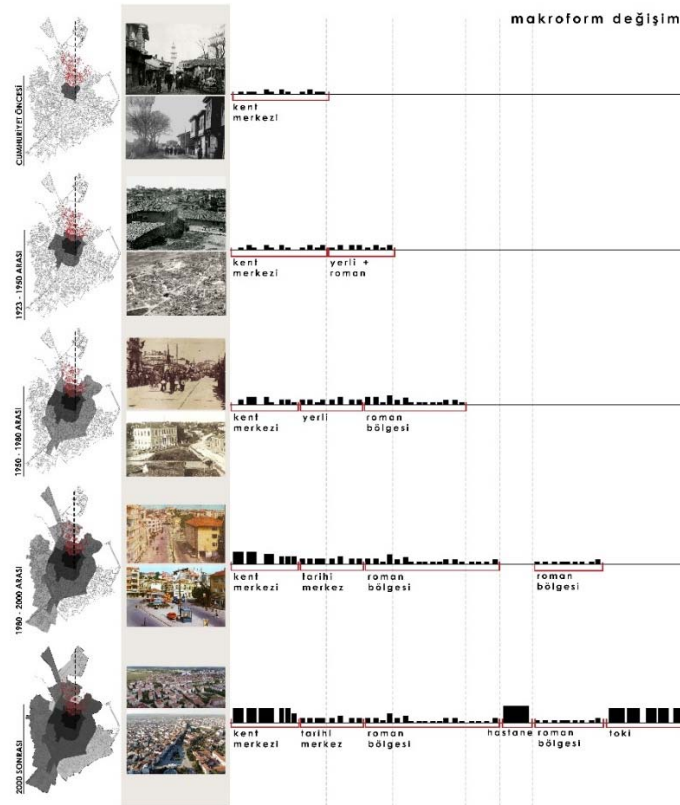 makroform değişim
CUMHURİYET ÖNCESİ
kent
merkezi
1923 - 1950 ARASI
kent
merkezi
yerli +
roman
1950 - 1980 ARASI
kent
merkezi
yerli
roman
bölgesi
1980 - 2000 ARASI
kent
merkezi
tarihi
merkez
roman
bölgesi
roman
bölgesi
2000 SONRASI
kent
merkezi
tarihi
merkez
roman
bölgesi
hastane
roman
bölgesi
toki